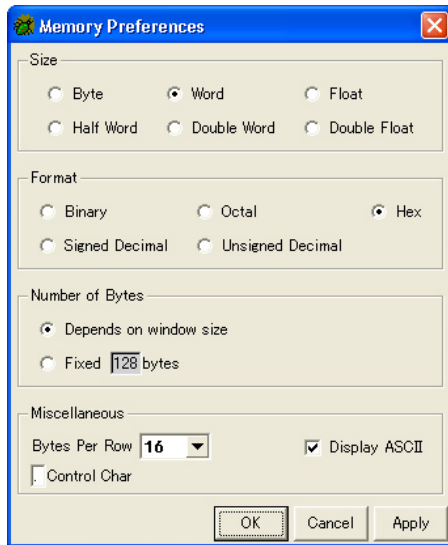 Memory Preferences
Size
Byte Word Float
Half Word Double Word Double Float
Format
Binary Octal Hex
Signed Decimal Unsigned Decimal
Number of Bytes
Depends on window size
Fixed 128 bytes
Miscellaneous
Bytes Per Row 16 Display ASCII
. Control Char
OK Cancel Apply